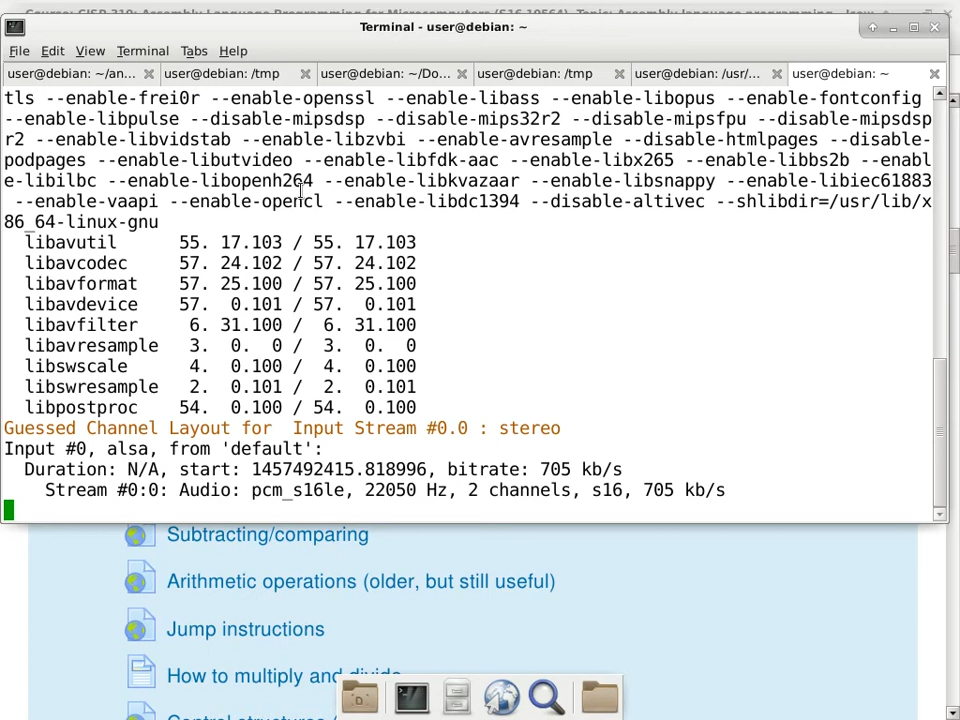 Terminal - user@debian: ~
File Edit View Terminal Tabs Help
user@debian: ~/an... user@debian: /tmp user@debian: ~/Do... user@debian: /tmp user@debian: /usr/... user@debian: ~
tls --enable-frei0r --enable-openssl --enable-libass --enable-libopus --enable-fontconfig
--enable-libpulse --disable-mipsdsp --disable-mips32r2 --disable-mipsfpu --disable-mipsdsp
r2 --enable-libvidstab --enable-libzvbi --enable-avresample --disable-htmlpages --disable-
podpages --enable-libutvideo --enable-libfdk-aac --enable-libx265 --enable-libbs2b --enabl
e-libilbc --enable-libopenh264 --enable-libkvazaar --enable-libsnappy --enable-libiec61883
--enable-vaapi --enable-opencl --enable-libdc1394 --disable-altivec --shlibdir=/usr/lib/x
86_64-linux-gnu
libavutil 55. 17.103 / 55. 17.103
libavcodec 57. 24.102 / 57. 24.102
libavformat 57. 25.100 / 57. 25.100
libavdevice 57. 0.101 / 57. 0.101
libavfilter 6. 31.100 / 6. 31.100
libavresample 3. 0. 0 / 3. 0. 0
libswscale 4. 0.100 / 4. 0.100
libswresample 2. 0.101 / 2. 0.101
libpostproc 54. 0.100 / 54. 0.100
Guessed Channel Layout for Input Stream #0.0 : stereo
Input #0, alsa, from 'default':
Duration: N/A, start: 1457492415.818996, bitrate: 705 kb/s
Stream #0:0: Audio: pcm_s16le, 22050 Hz, 2 channels, s16, 705 kb/s
Subtracting/comparing
Arithmetic operations (older, but still useful)
Jump instructions
How to multiply and divide